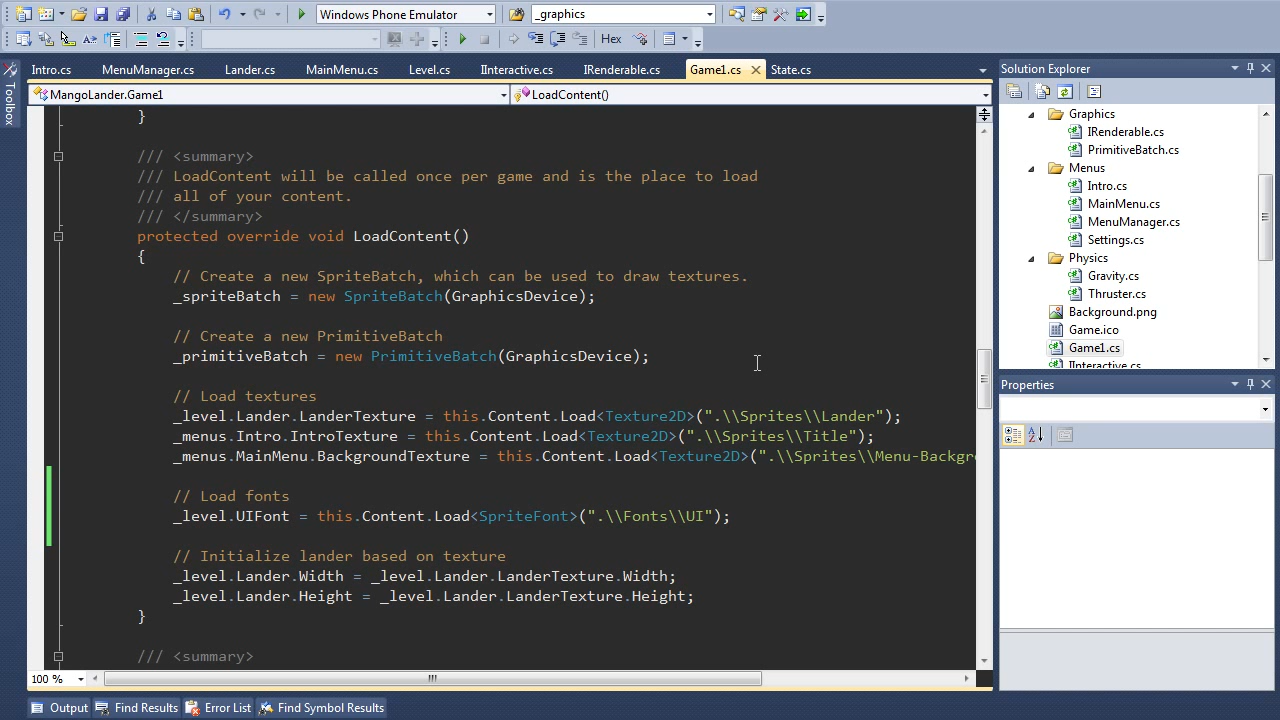 Windows Phone Emulator
_graphics
Hex
Toolbox
Intro.cs MenuManager.cs Lander.cs MainMenu.cs Level.cs IInteractive.cs IRenderable.cs Game1.cs State.cs
MangoLander.Game1 LoadContent()
}
/// <summary>
/// LoadContent will be called once per game and is the place to load
/// all of your content.
/// </summary>
protected override void LoadContent()
{
// Create a new SpriteBatch, which can be used to draw textures.
_spriteBatch = new SpriteBatch(GraphicsDevice);
// Create a new PrimitiveBatch
_primitiveBatch = new PrimitiveBatch(GraphicsDevice);
// Load textures
_level.Lander.LanderTexture = this.Content.Load<Texture2D>(".\\Sprites\\Lander");
_menus.Intro.IntroTexture = this.Content.Load<Texture2D>(".\\Sprites\\Title");
_menus.MainMenu.BackgroundTexture = this.Content.Load<Texture2D>(".\\Sprites\\Menu-Backgr
// Load fonts
_level.UIFont = this.Content.Load<SpriteFont>(".\\Fonts\\UI");
// Initialize lander based on texture
_level.Lander.Width = _level.Lander.LanderTexture.Width;
_level.Lander.Height = _level.Lander.LanderTexture.Height;
}
/// <summary>
100 %
Output Find Results Error List Find Symbol Results
Solution Explorer
Graphics
IRenderable.cs
PrimitiveBatch.cs
Menus
Intro.cs
MainMenu.cs
MenuManager.cs
Settings.cs
Physics
Gravity.cs
Thruster.cs
Background.png
Game.ico
Game1.cs
IInteractive.cs
Properties